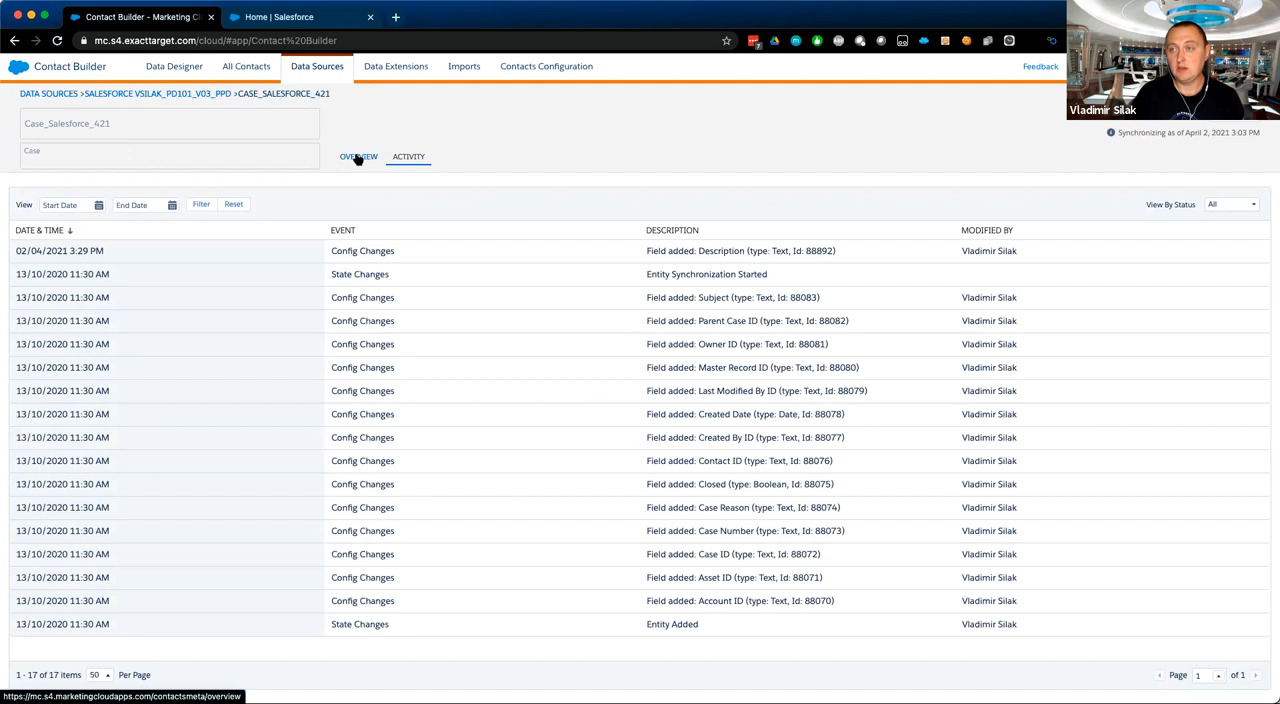 Contact Builder - Marketing Cl
Home | Salesforce
mc.s4.exacttarget.com/cloud/#app/Contact%20Builder
7
Contact Builder
Data Designer
All Contacts
Data Sources
Data Extensions
Imports
Contacts Configuration
Feedback
Vladimir Silak
DATA SOURCES >SALESFORCE VSILAK_PD101_V03_PPD >CASE_SALESFORCE_421
Case_Salesforce_421
Synchronizing as of April 2, 2021 3:03 PM
Case
OVERVIEW
ACTIVITY
View Start Date End Date Filter Reset View By Status All
DATE & TIME ↓ EVENT DESCRIPTION MODIFIED BY
02/04/2021 3:29 PM Config Changes Field added: Description (type: Text, Id: 88892) Vladimir Silak
13/10/2020 11:30 AM State Changes Entity Synchronization Started
13/10/2020 11:30 AM Config Changes Field added: Subject (type: Text, Id: 88083) Vladimir Silak
13/10/2020 11:30 AM Config Changes Field added: Parent Case ID (type: Text, Id: 88082) Vladimir Silak
13/10/2020 11:30 AM Config Changes Field added: Owner ID (type: Text, Id: 88081) Vladimir Silak
13/10/2020 11:30 AM Config Changes Field added: Master Record ID (type: Text, Id: 88080) Vladimir Silak
13/10/2020 11:30 AM Config Changes Field added: Last Modified By ID (type: Text, Id: 88079) Vladimir Silak
13/10/2020 11:30 AM Config Changes Field added: Created Date (type: Date, Id: 88078) Vladimir Silak
13/10/2020 11:30 AM Config Changes Field added: Created By ID (type: Text, Id: 88077) Vladimir Silak
13/10/2020 11:30 AM Config Changes Field added: Contact ID (type: Text, Id: 88076) Vladimir Silak
13/10/2020 11:30 AM Config Changes Field added: Closed (type: Boolean, Id: 88075) Vladimir Silak
13/10/2020 11:30 AM Config Changes Field added: Case Reason (type: Text, Id: 88074) Vladimir Silak
13/10/2020 11:30 AM Config Changes Field added: Case Number (type: Text, Id: 88073) Vladimir Silak
13/10/2020 11:30 AM Config Changes Field added: Case ID (type: Text, Id: 88072) Vladimir Silak
13/10/2020 11:30 AM Config Changes Field added: Asset ID (type: Text, Id: 88071) Vladimir Silak
13/10/2020 11:30 AM Config Changes Field added: Account ID (type: Text, Id: 88070) Vladimir Silak
13/10/2020 11:30 AM State Changes Entity Added Vladimir Silak
1 - 17 of 17 items 50 Per Page Page 1 of 1
https://mc.s4.marketingcloudapps.com/contactsmeta/overview